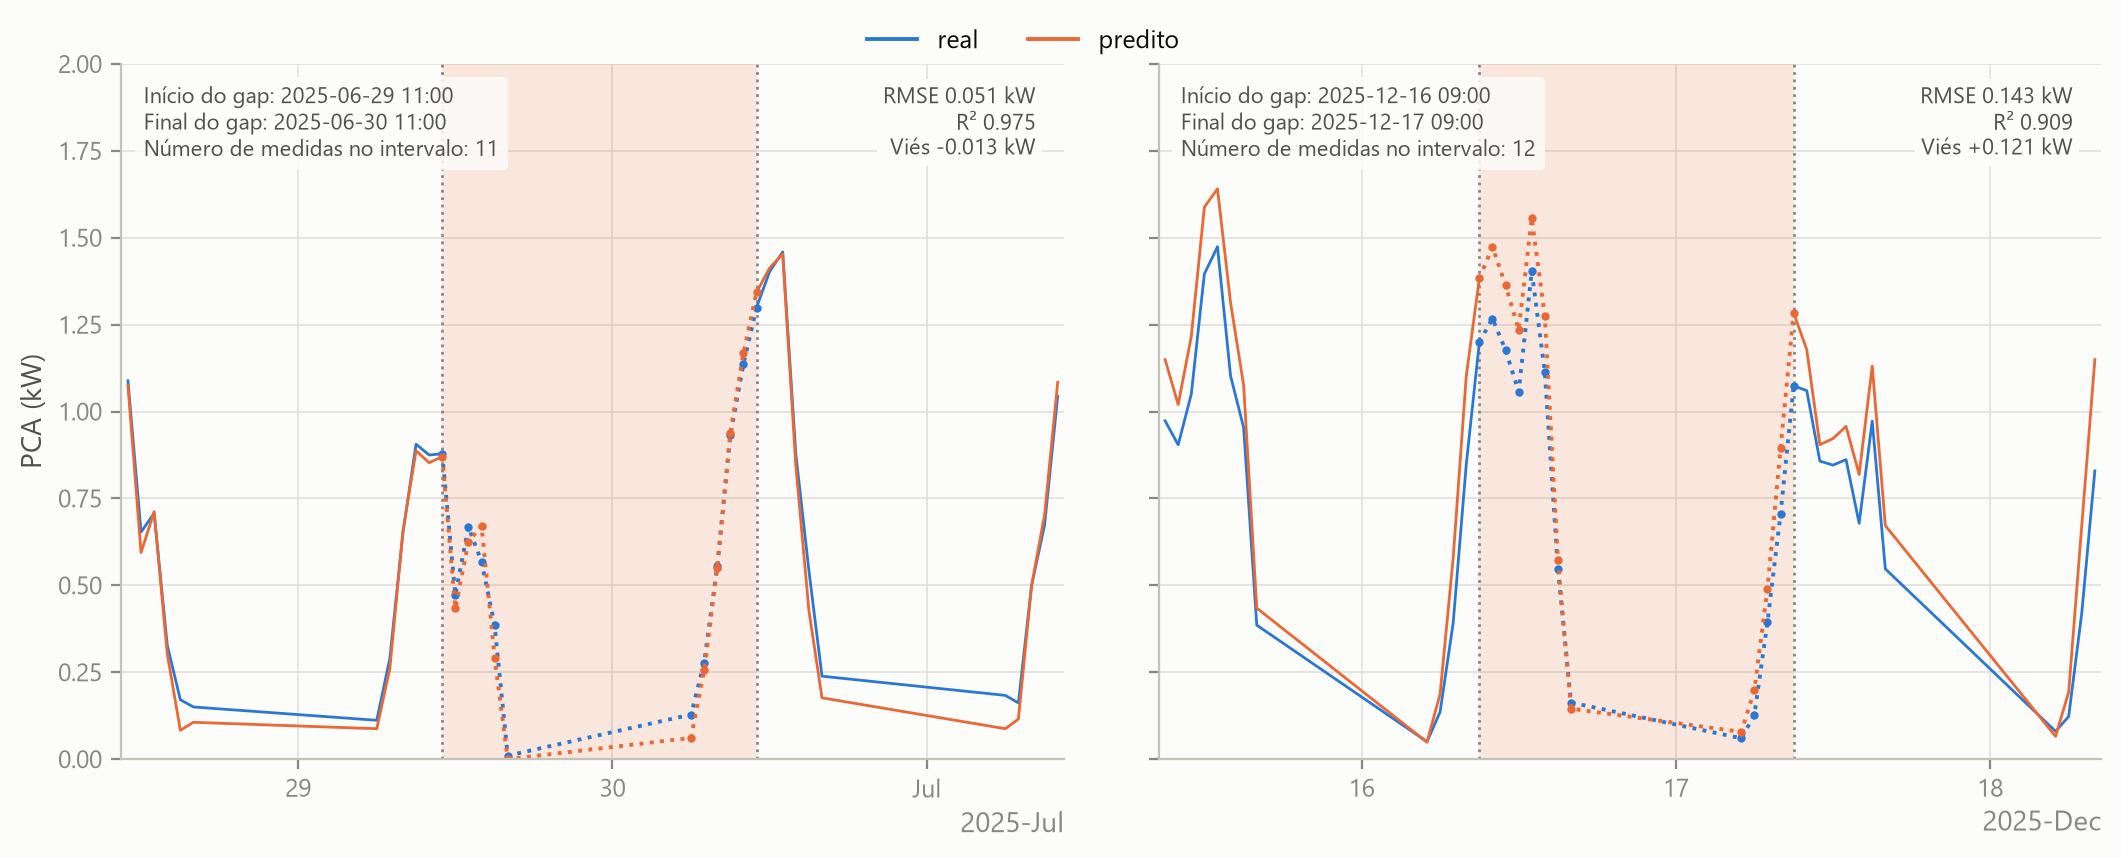 real predito
PCA (kW)
2.00
1.75
1.50
1.25
1.00
0.75
0.50
0.25
0.00
Início do gap: 2025-06-29 11:00
Final do gap: 2025-06-30 11:00
Número de medidas no intervalo: 11
RMSE 0.051 kW
R² 0.975
Viés -0.013 kW
29 30 Jul
2025-Jul
Início do gap: 2025-12-16 09:00
Final do gap: 2025-12-17 09:00
Número de medidas no intervalo: 12
RMSE 0.143 kW
R² 0.909
Viés +0.121 kW
16 17 18
2025-Dec